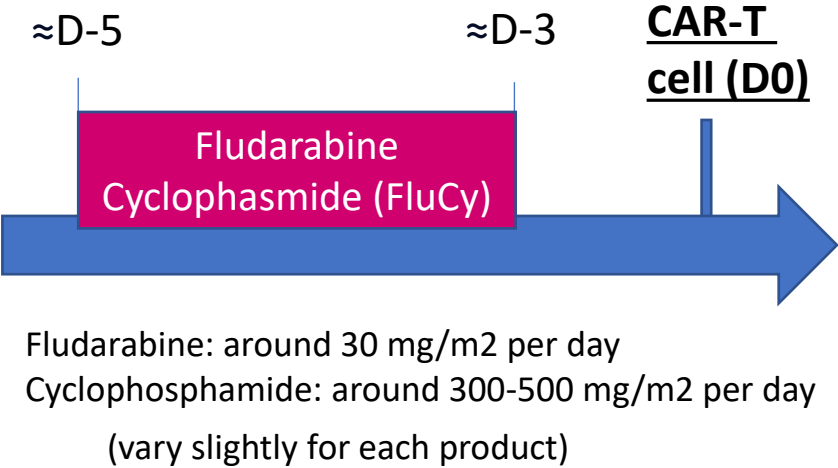 ≈D-5
≈D-3
CAR-T
cell (D0)
Fludarabine
Cyclophasmide (FluCy)
Fludarabine: around 30 mg/m2 per day
Cyclophosphamide: around 300-500 mg/m2 per day
(vary slightly for each product)